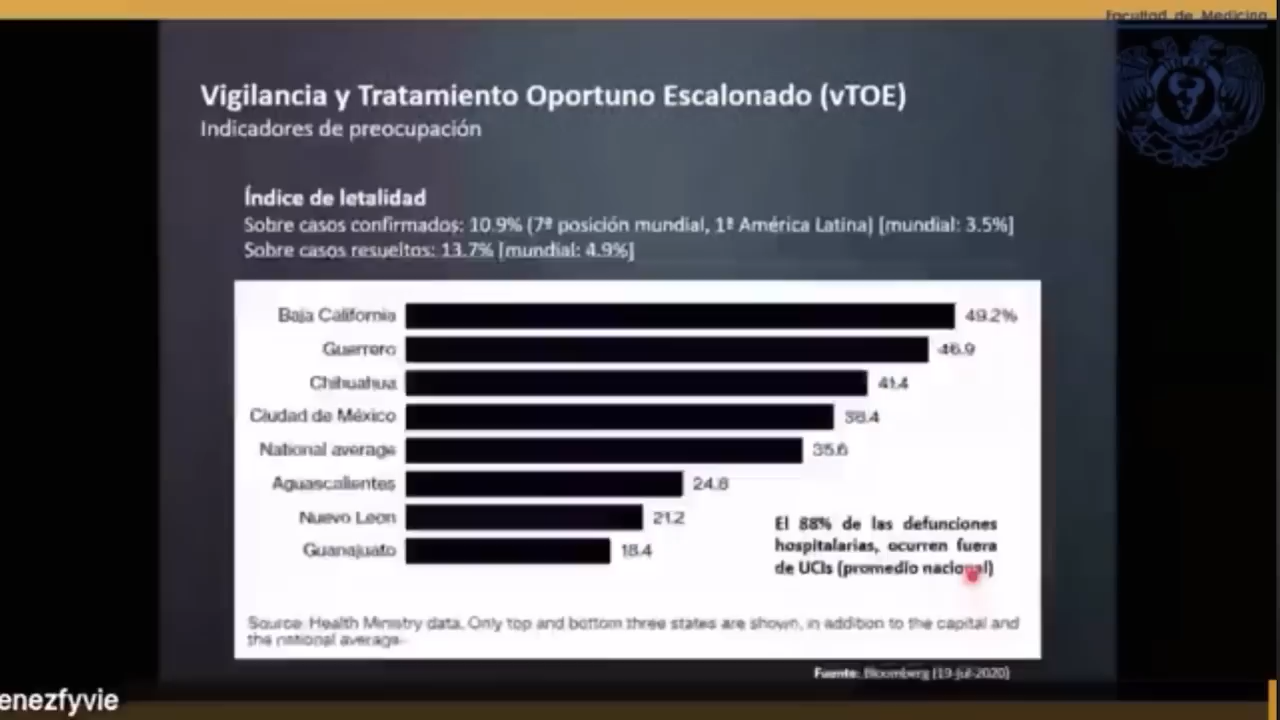 Facultad de Medicina
Vigilancia y Tratamiento Oportuno Escalonado (vTOE)
Indicadores de preocupación
Índice de letalidad
Sobre casos confirmados: 10.9% (7ª posición mundial, 1ª América Latina) [mundial: 3.5%]
Sobre casos resueltos: 13.7% [mundial: 4.9%]
Baja California 49.2%
Guerrero 46.9
Chihuahua 41.4
Ciudad de México 38.4
National average 35.6
Aguascalientes 24.8
Nuevo Leon 21.2
Guanajuato 18.4
El 88% de las defunciones
hospitalarias, ocurren fuera
de UCIs (promedio nacional)
Source: Health Ministry data. Only top and bottom three states are shown, in addition to the capital and
the national average.
Fuente: Bloomberg (19-Jul-2020)
enezfyvie